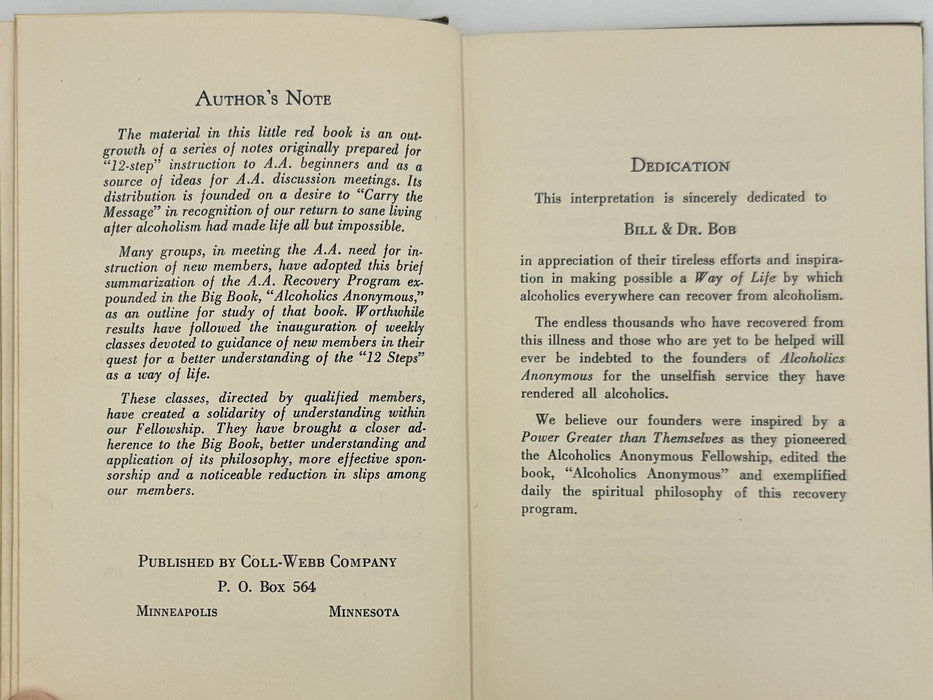 AUTHOR'S NOTE
The material in this little red book is an out-
growth of a series of notes originally prepared for
"12-step" instruction to A.A. beginners and as a
source of ideas for A.A. discussion meetings. Its
distribution is founded on a desire to "Carry the
Message" in recognition of our return to sane living
after alcoholism had made life all but impossible.
Many groups, in meeting the A.A. need for in-
struction of new members, have adopted this brief
summarization of the A.A. Recovery Program ex-
pounded in the Big Book, "Alcoholics Anonymous,"
as an outline for study of that book. Worthwhile
results have followed the inauguration of weekly
classes devoted to guidance of new members in their
quest for a better understanding of the "12 Steps"
as a way of life.
These classes, directed by qualified members,
have created a solidarity of understanding within
our Fellowship. They have brought a closer ad-
herence to the Big Book, better understanding and
application of its philosophy, more effective spon-
sorship and a noticeable reduction in slips among
our members.
PUBLISHED BY COLL-WEBB COMPANY
P. O. Box 564
MINNEAPOLIS MINNESOTA
DEDICATION
This interpretation is sincerely dedicated to
BILL & DR. BOB
in appreciation of their tireless efforts and inspira-
tion in making possible a Way of Life by which
alcoholics everywhere can recover from alcoholism.
The endless thousands who have recovered from
this illness and those who are yet to be helped will
ever be indebted to the founders of Alcoholics
Anonymous for the unselfish service they have
rendered all alcoholics.
We believe our founders were inspired by a
Power Greater than Themselves as they pioneered
the Alcoholics Anonymous Fellowship, edited the
book, "Alcoholics Anonymous" and exemplified
daily the spiritual philosophy of this recovery
program.